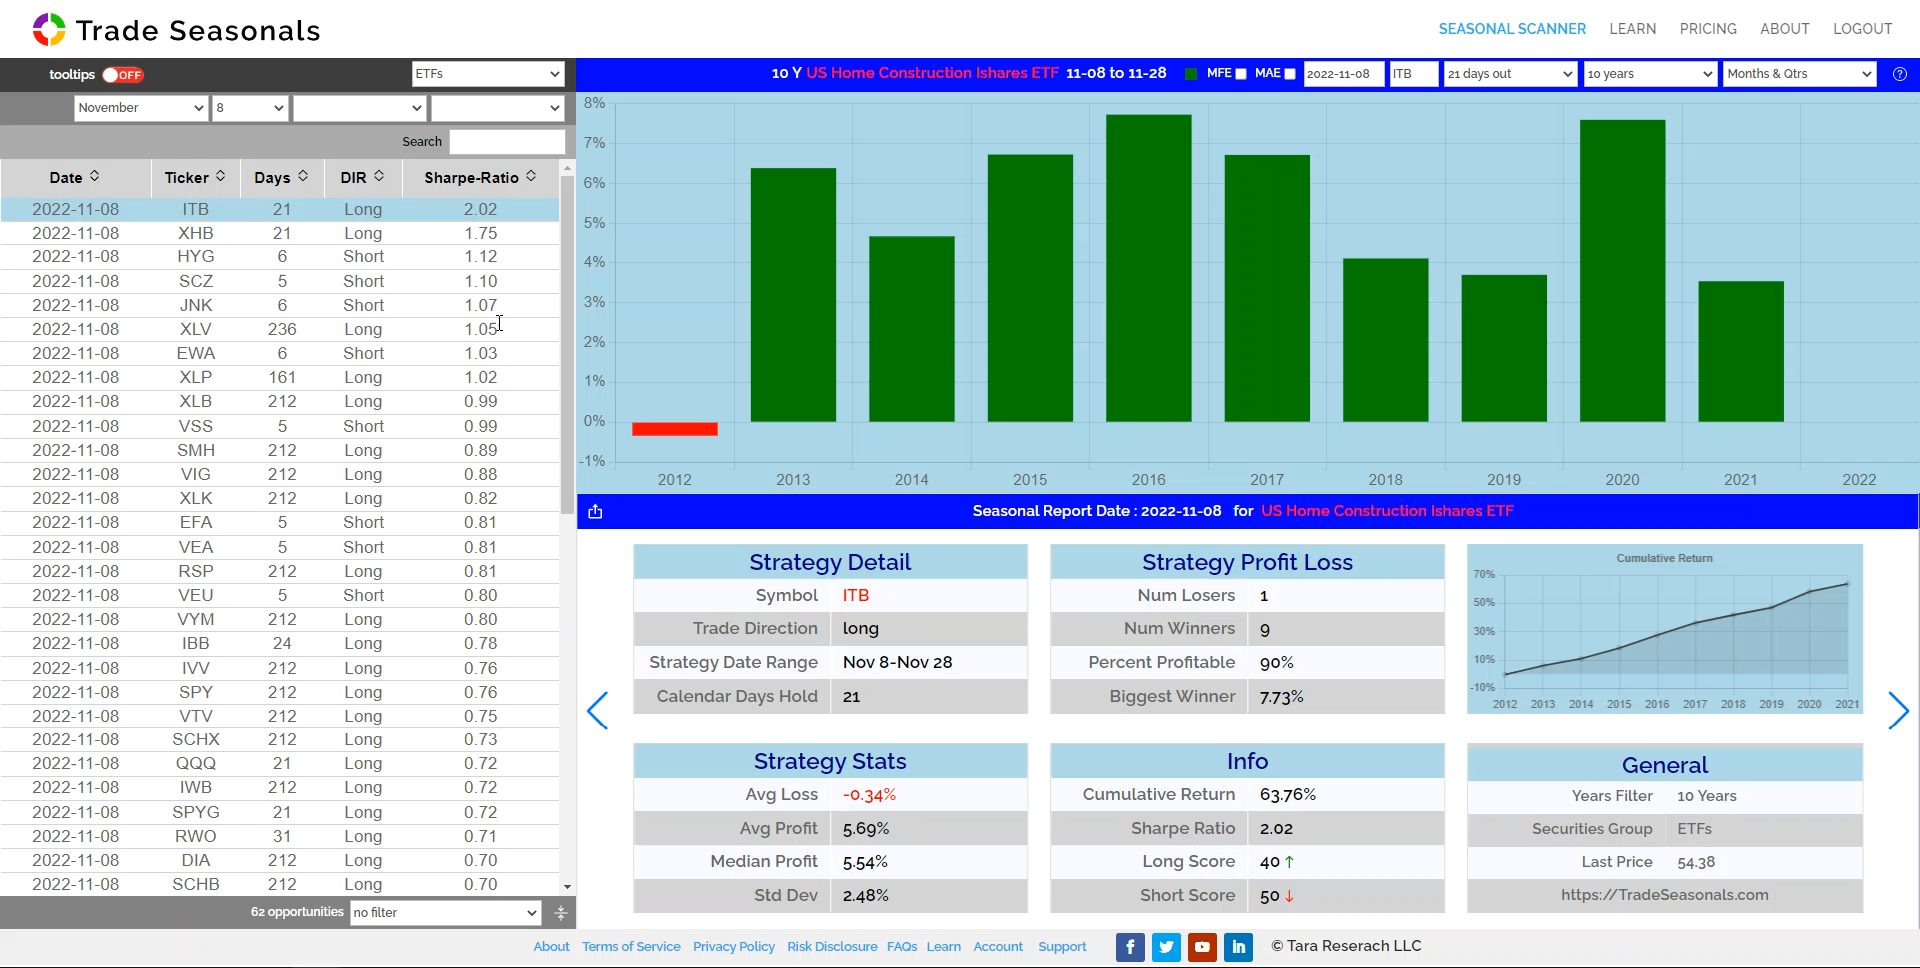 Trade Seasonals
SEASONAL SCANNER LEARN PRICING ABOUT LOGOUT
tooltips OFF ETFs
November 8
Search
Date Ticker Days DIR Sharpe-Ratio
2022-11-08 ITB 21 Long 2.02
2022-11-08 XHB 21 Long 1.75
2022-11-08 HYG 6 Short 1.12
2022-11-08 SCZ 5 Short 1.10
2022-11-08 JNK 6 Short 1.07
2022-11-08 XLV 236 Long 1.05
2022-11-08 EWA 6 Short 1.03
2022-11-08 XLP 161 Long 1.02
2022-11-08 XLB 212 Long 0.99
2022-11-08 VSS 5 Short 0.99
2022-11-08 SMH 212 Long 0.89
2022-11-08 VIG 212 Long 0.88
2022-11-08 XLK 212 Long 0.82
2022-11-08 EFA 5 Short 0.81
2022-11-08 VEA 5 Short 0.81
2022-11-08 RSP 212 Long 0.81
2022-11-08 VEU 5 Short 0.80
2022-11-08 VYM 212 Long 0.80
2022-11-08 IBB 24 Long 0.78
2022-11-08 IVV 212 Long 0.76
2022-11-08 SPY 212 Long 0.76
2022-11-08 VTV 212 Long 0.75
2022-11-08 SCHX 212 Long 0.73
2022-11-08 QQQ 21 Long 0.72
2022-11-08 IWB 212 Long 0.72
2022-11-08 SPYG 21 Long 0.72
2022-11-08 RWO 31 Long 0.71
2022-11-08 DIA 212 Long 0.70
2022-11-08 SCHB 212 Long 0.70
62 opportunities no filter
10 Y US Home Construction Ishares ETF 11-08 to 11-28 MFE MAE 2022-11-08 ITB 21 days out 10 years Months & Qtrs ?
8%
7%
6%
5%
4%
3%
2%
1%
0%
-1%
2012 2013 2014 2015 2016 2017 2018 2019 2020 2021 2022
Seasonal Report Date : 2022-11-08 for US Home Construction Ishares ETF
Strategy Detail
Symbol ITB
Trade Direction long
Strategy Date Range Nov 8-Nov 28
Calendar Days Hold 21
Strategy Profit Loss
Num Losers 1
Num Winners 9
Percent Profitable 90%
Biggest Winner 7.73%
Cumulative Return
70%
50%
30%
10%
-10%
2012 2013 2014 2015 2016 2017 2018 2019 2020 2021
Strategy Stats
Avg Loss -0.34%
Avg Profit 5.69%
Median Profit 5.54%
Std Dev 2.48%
Info
Cumulative Return 63.76%
Sharpe Ratio 2.02
Long Score 40 ↑
Short Score 50 ↓
General
Years Filter 10 Years
Securities Group ETFs
Last Price 54.38
https://TradeSeasonals.com
About Terms of Service Privacy Policy Risk Disclosure FAQs Learn Account Support © Tara Reserach LLC